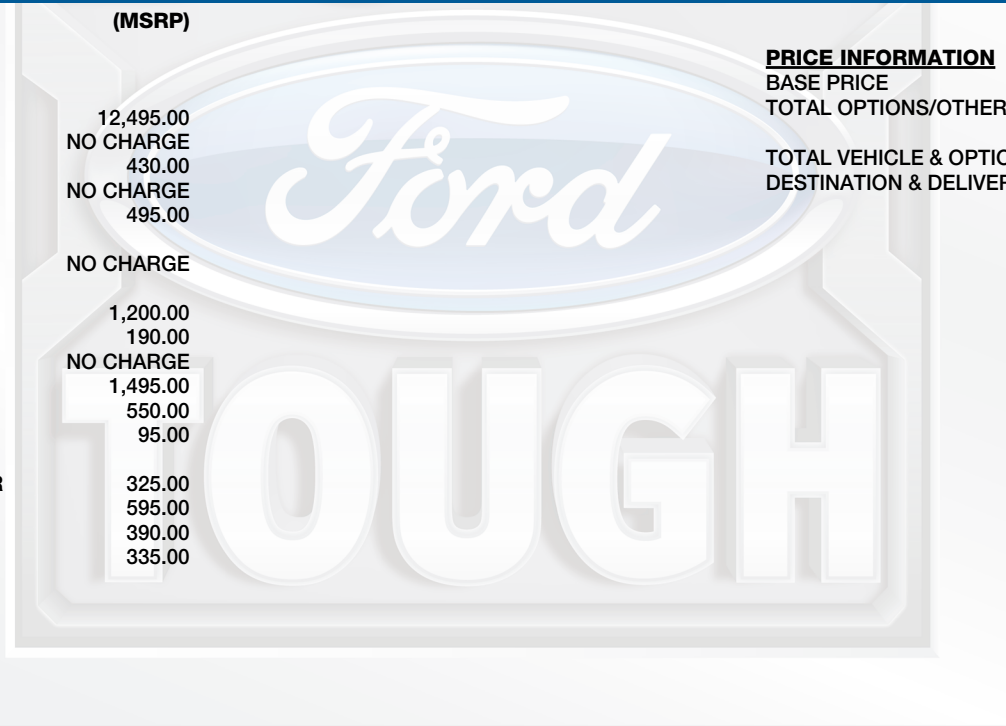 (MSRP)
12,495.00
NO CHARGE
430.00
NO CHARGE
495.00
NO CHARGE
1,200.00
190.00
NO CHARGE
1,495.00
550.00
95.00
R 325.00
595.00
390.00
335.00
PRICE INFORMATION
BASE PRICE
TOTAL OPTIONS/OTHER
TOTAL VEHICLE & OPTIO
DESTINATION & DELIVER
Ford
TOUGH